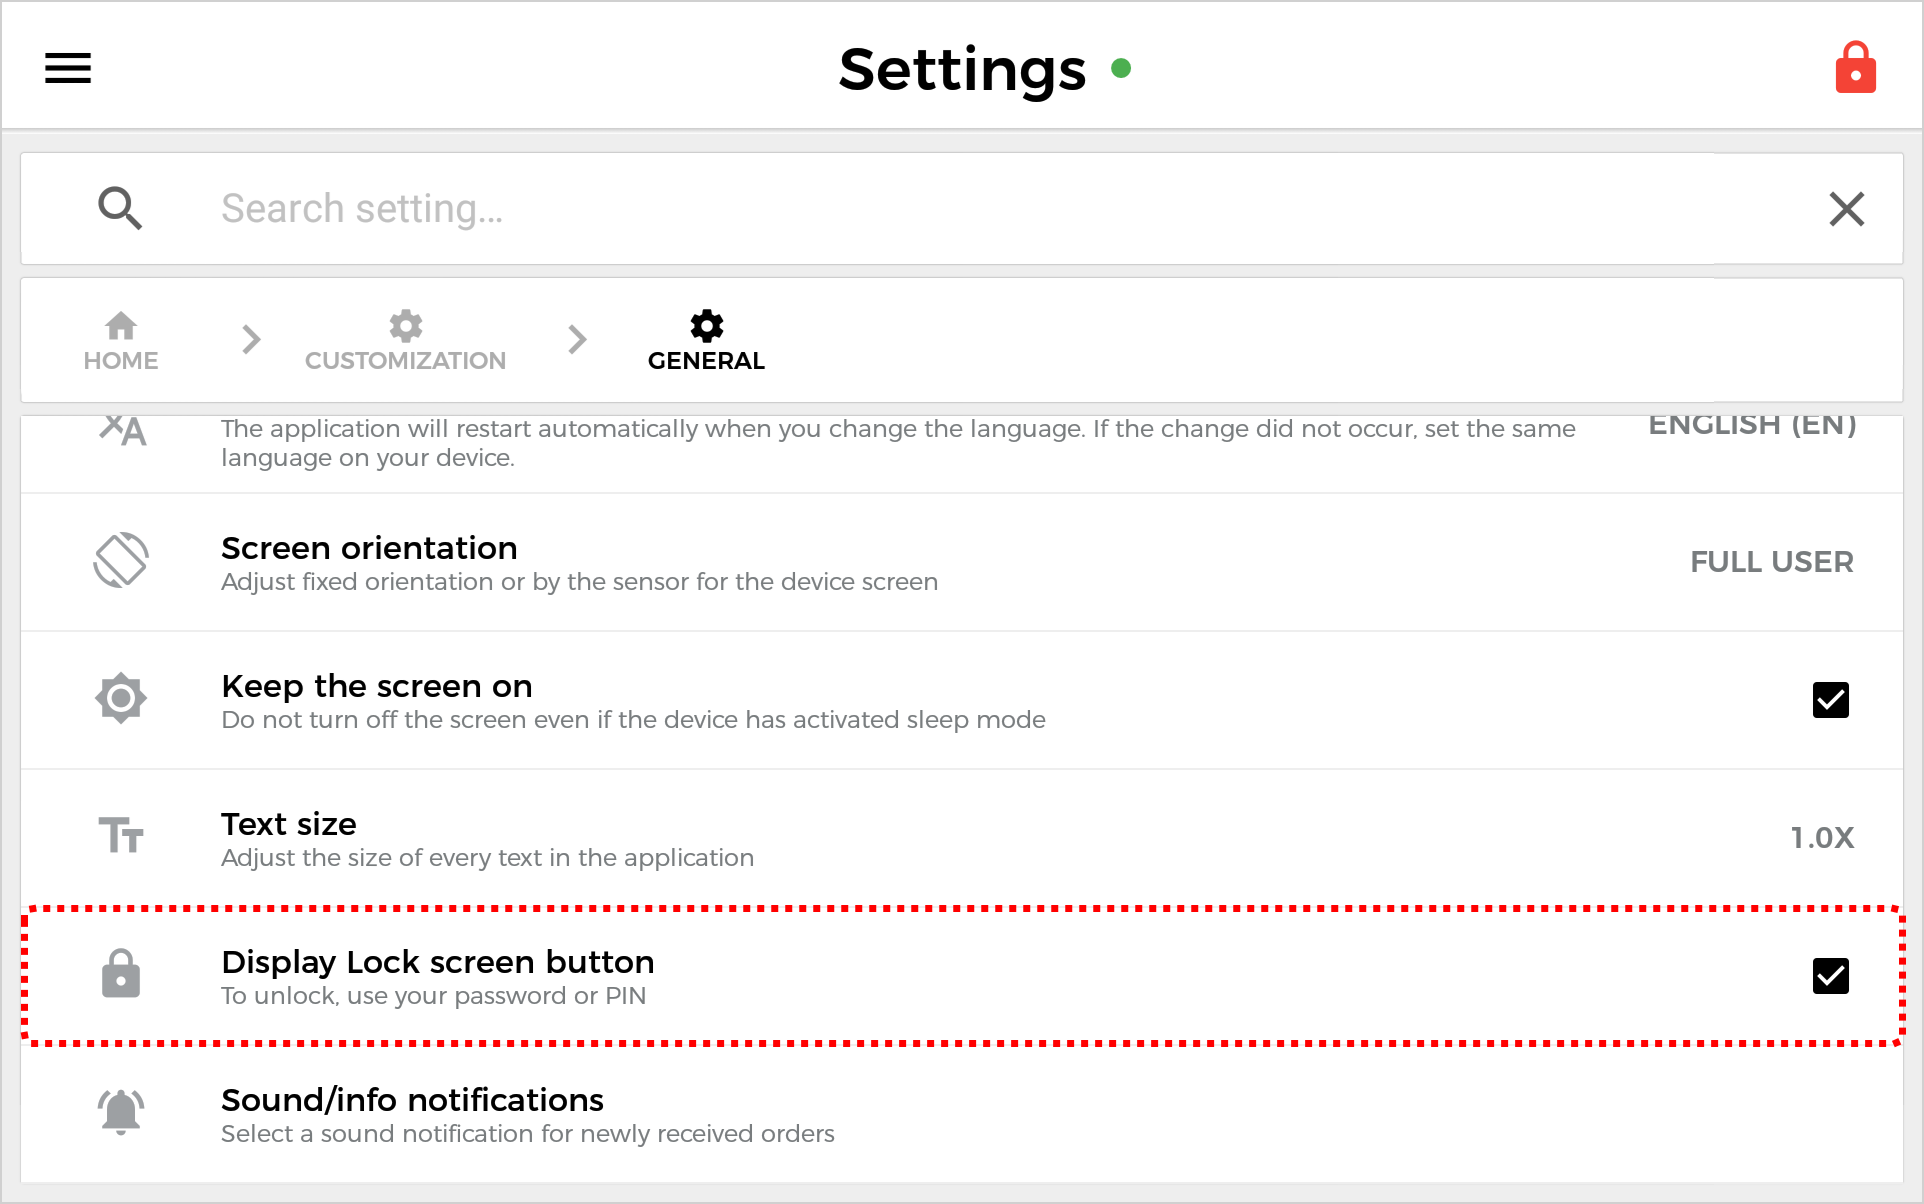 Settings
Search setting...
HOME
CUSTOMIZATION
GENERAL
The application will restart automatically when you change the language. If the change did not occur, set the same
language on your device.
ENGLISH (EN)
Screen orientation
Adjust fixed orientation or by the sensor for the device screen
FULL USER
Keep the screen on
Do not turn off the screen even if the device has activated sleep mode
Text size
Adjust the size of every text in the application
1.0X
Display Lock screen button
To unlock, use your password or PIN
Sound/info notifications
Select a sound notification for newly received orders